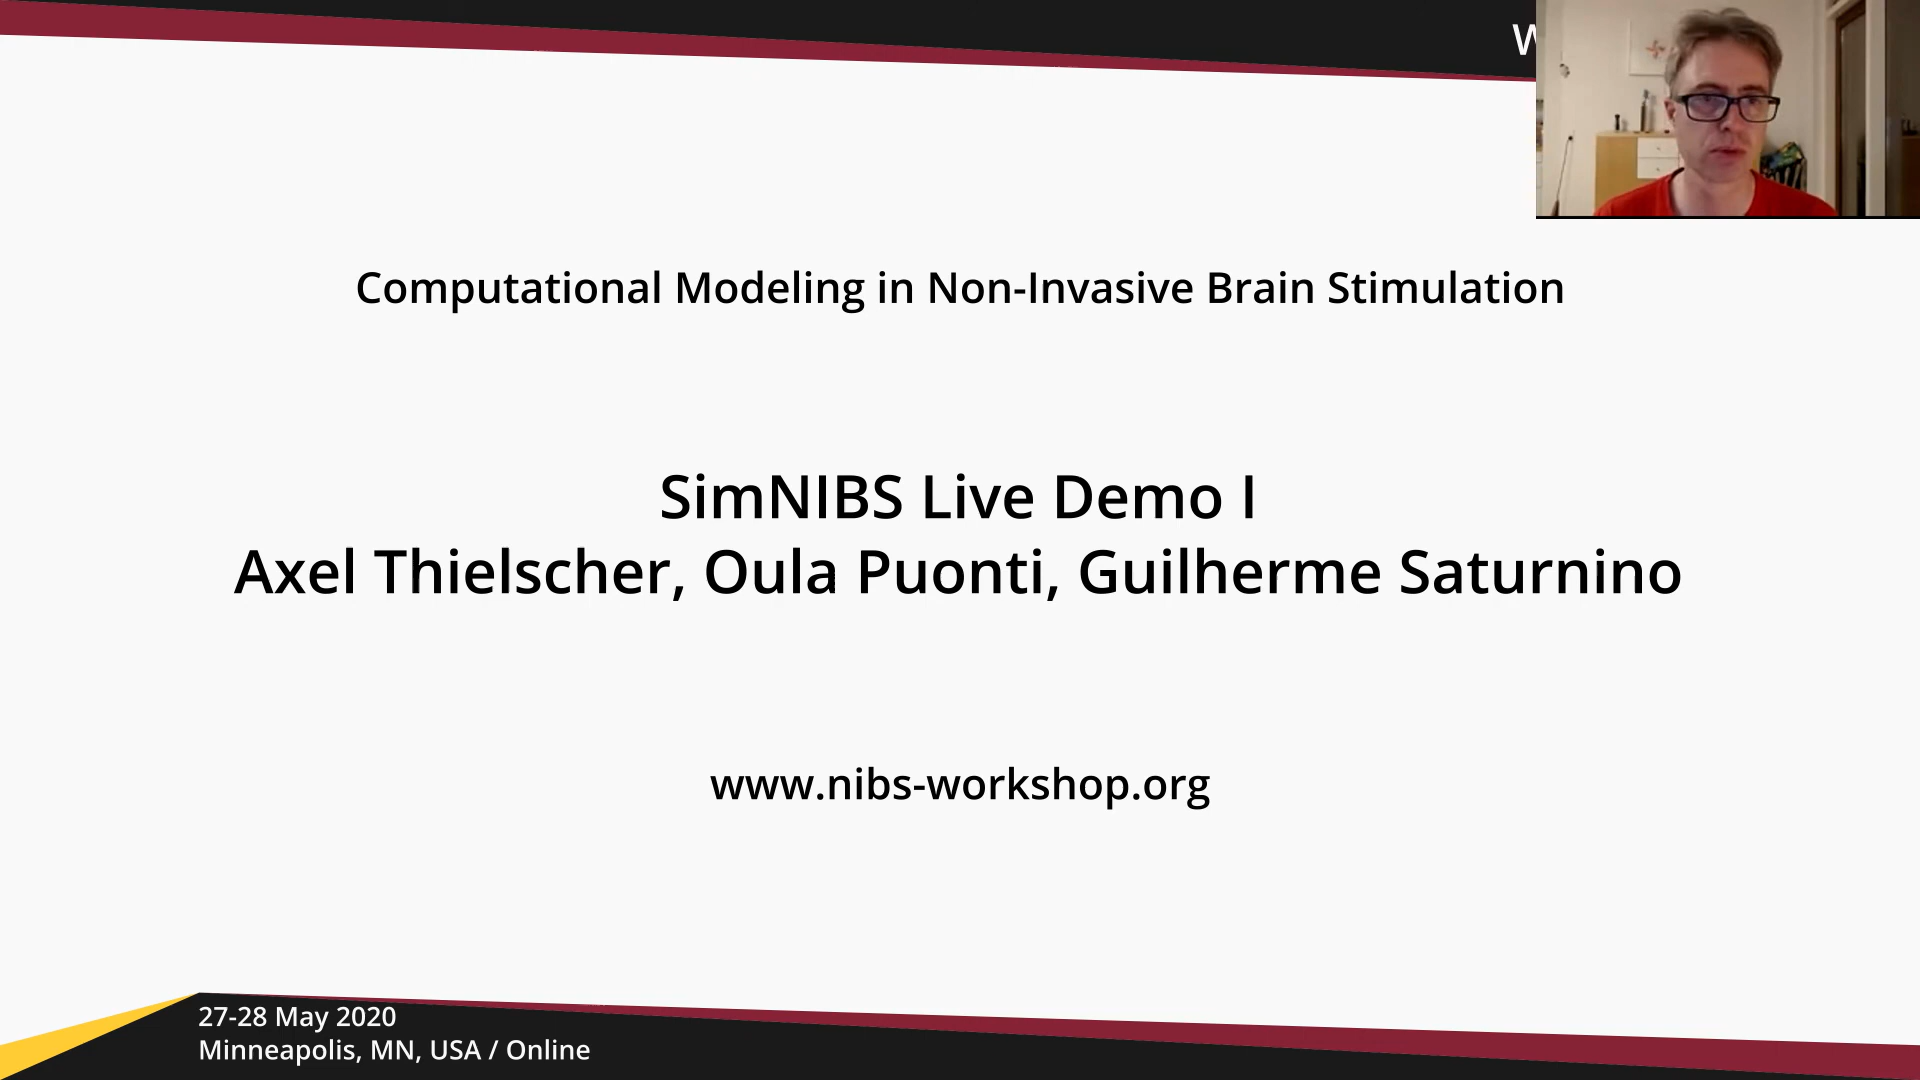 Computational Modeling in Non-Invasive Brain Stimulation
SimNIBS Live Demo I
Axel Thielscher, Oula Puonti, Guilherme Saturnino
www.nibs-workshop.org
27-28 May 2020
Minneapolis, MN, USA / Online